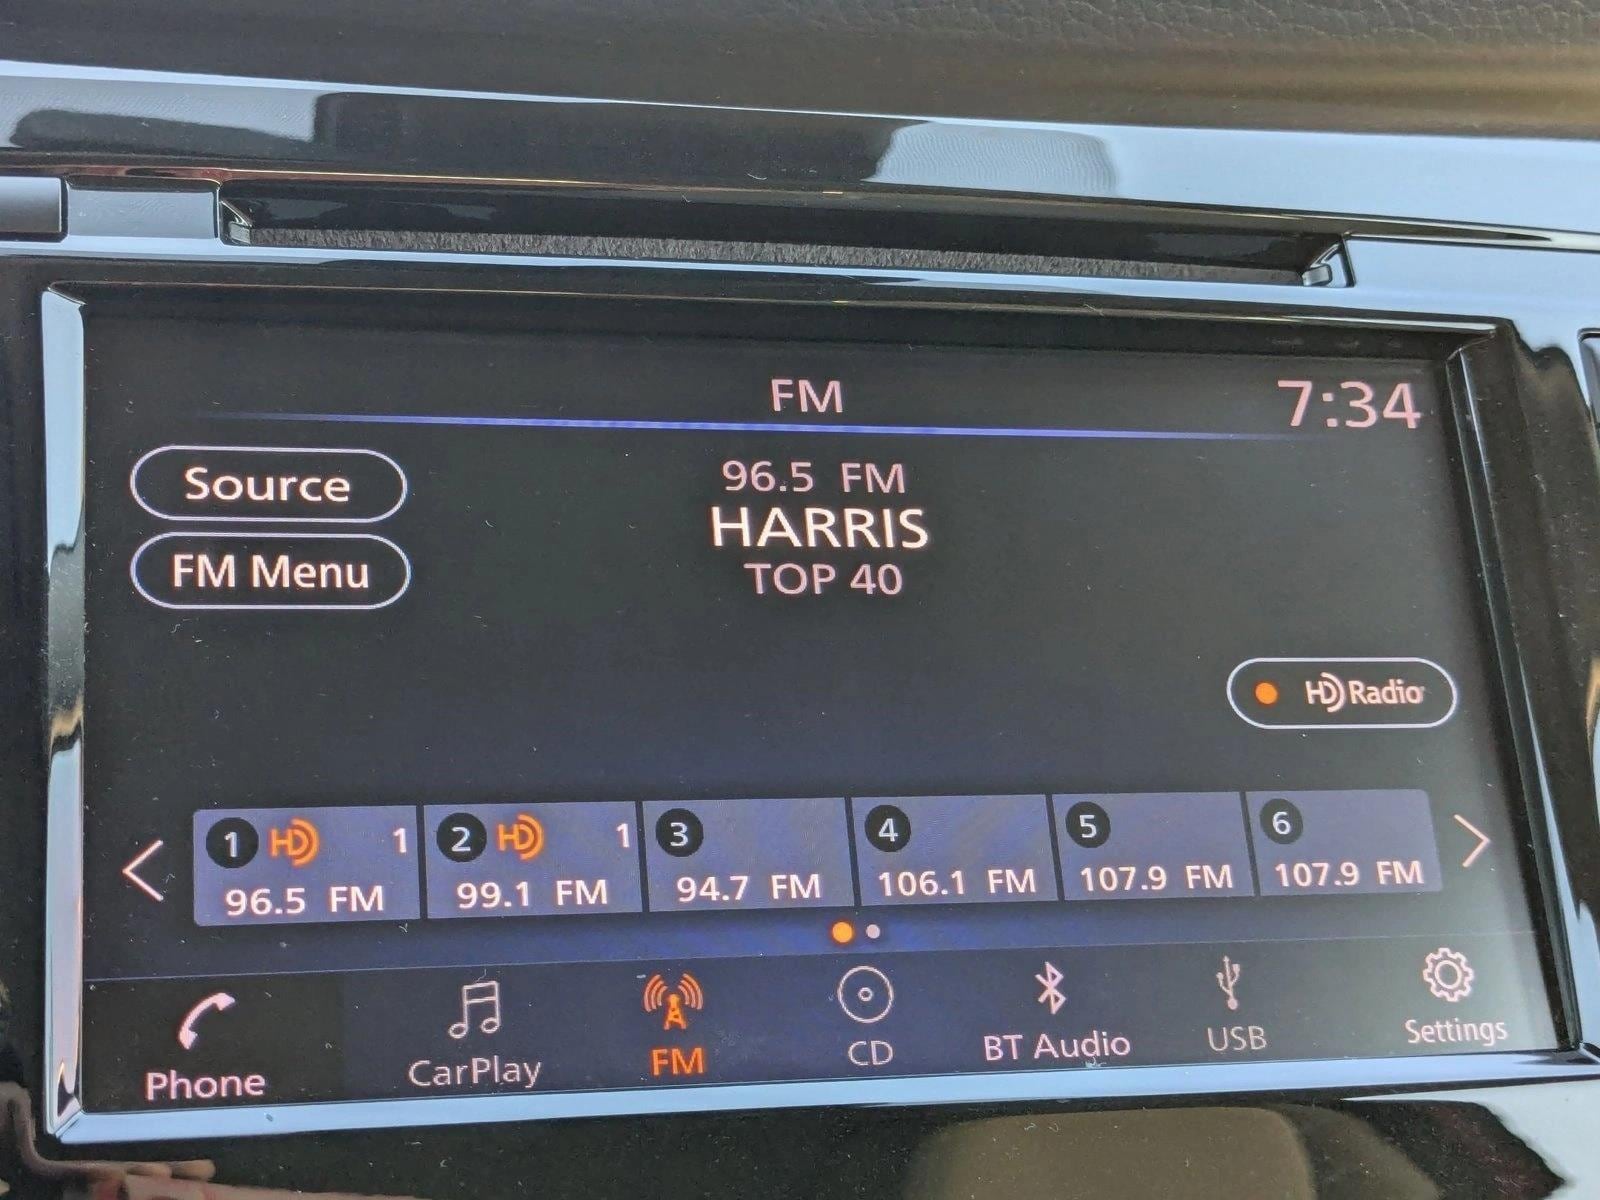 FM
7:34
Source
96.5 FM
HARRIS
FM Menu
TOP 40
HD Radio
1 HD 1
96.5 FM
2 HD 1
99.1 FM
3
94.7 FM
4
106.1 FM
5
107.9 FM
6
107.9 FM
Phone
CarPlay
FM
CD
BT Audio
USB
Settings